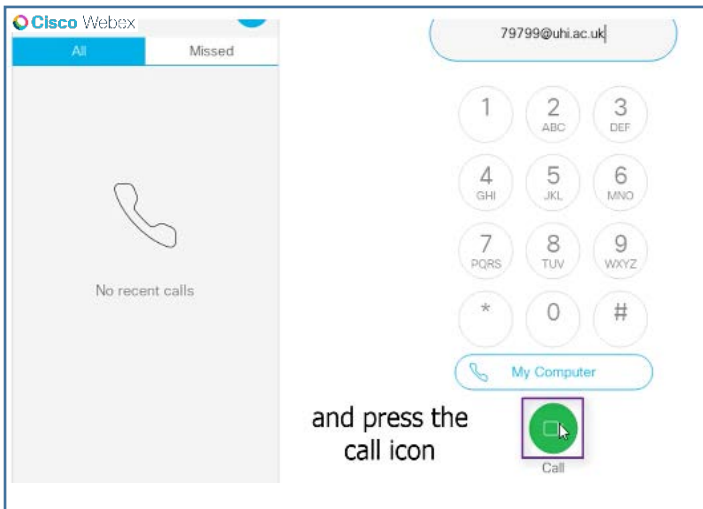 Cisco Webex
All Missed
No recent calls
79799@uhi.ac.uk
1 2 3
ABC DEF
4 5 6
GHI JKL MNO
7 8 9
PQRS TUV WXYZ
* 0 #
My Computer
and press the
call icon
Call